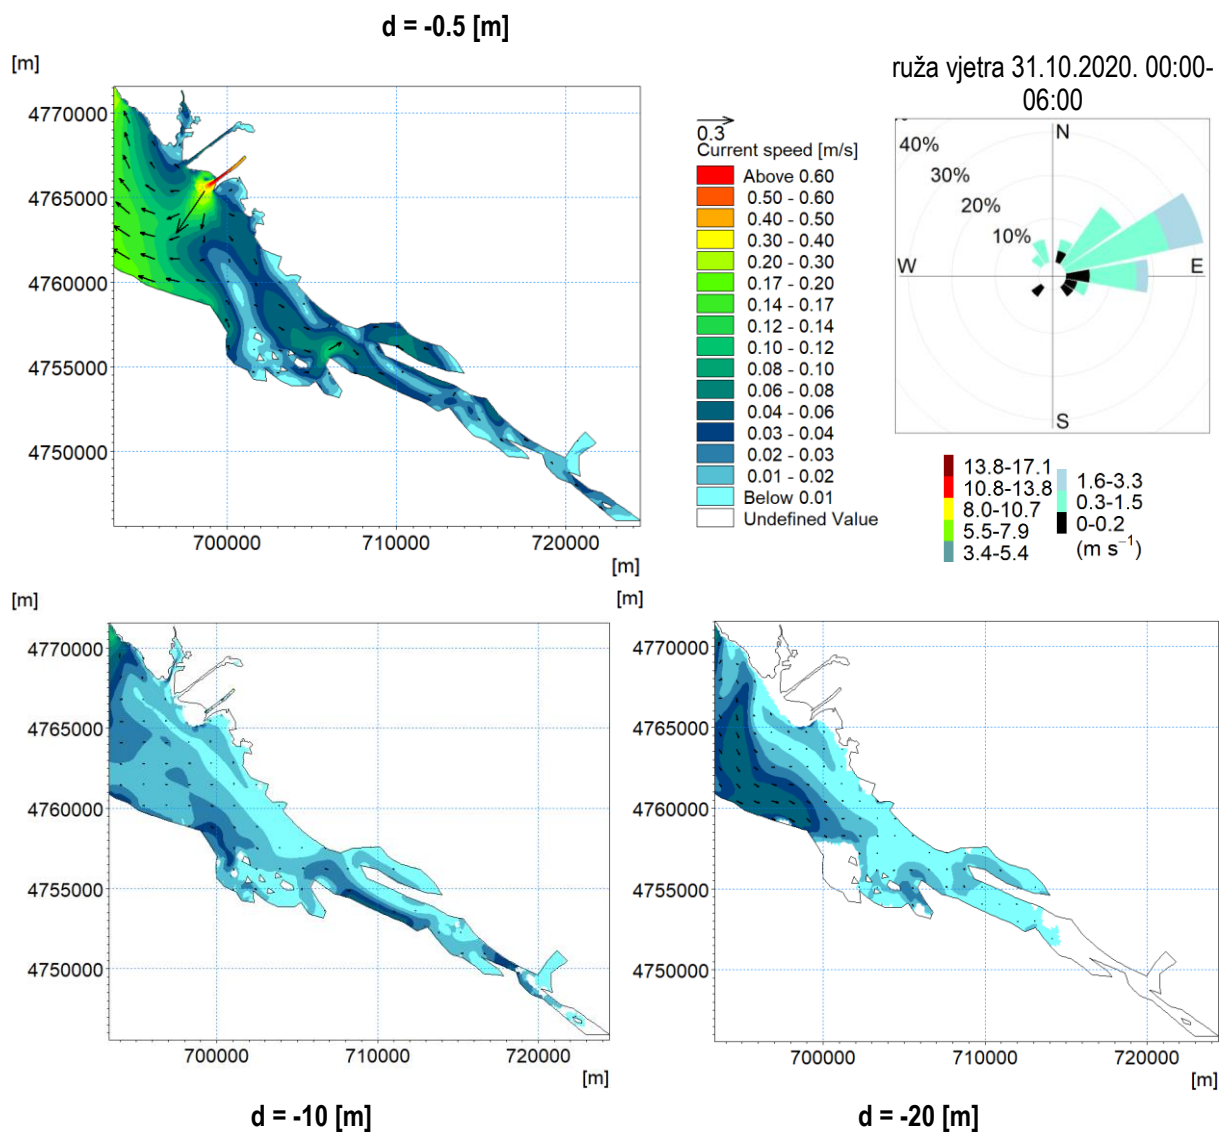 d = -0.5 [m]
[m]
4770000
4765000
4760000
4755000
4750000
700000
710000
720000
[m]
0.3
Current speed [m/s]
Above 0.60
0.50 - 0.60
0.40 - 0.50
0.30 - 0.40
0.20 - 0.30
0.17 - 0.20
0.14 - 0.17
0.12 - 0.14
0.10 - 0.12
0.08 - 0.10
0.06 - 0.08
0.04 - 0.06
0.03 - 0.04
0.02 - 0.03
0.01 - 0.02
Below 0.01
Undefined Value
ruža vjetra 31.10.2020. 00:00-
06:00
N
40%
30%
20%
10%
W
E
S
13.8-17.1
10.8-13.8
8.0-10.7
5.5-7.9
3.4-5.4
1.6-3.3
0.3-1.5
0-0.2
(m s⁻¹)
[m]
4770000
4765000
4760000
4755000
4750000
700000
710000
720000
[m]
d = -10 [m]
[m]
4770000
4765000
4760000
4755000
4750000
700000
710000
720000
[m]
d = -20 [m]